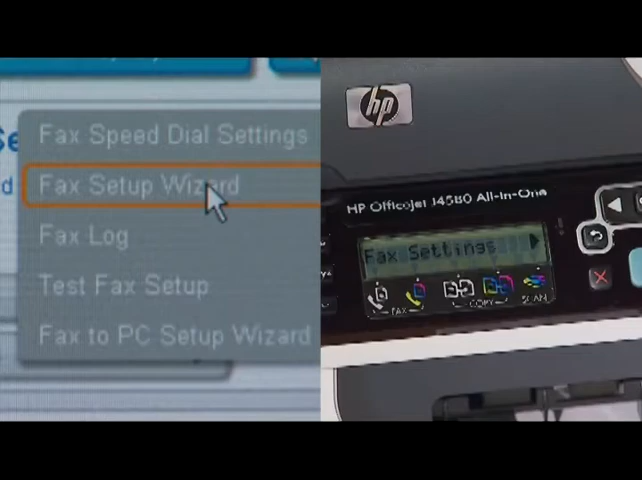 Fax Speed Dial Settings
Fax Setup Wizard
Fax Log
Test Fax Setup
Fax to PC Setup Wizard
hp
HP Officejet J4580 All-in-One
Fax Settings
FAX
COPY
SCAN